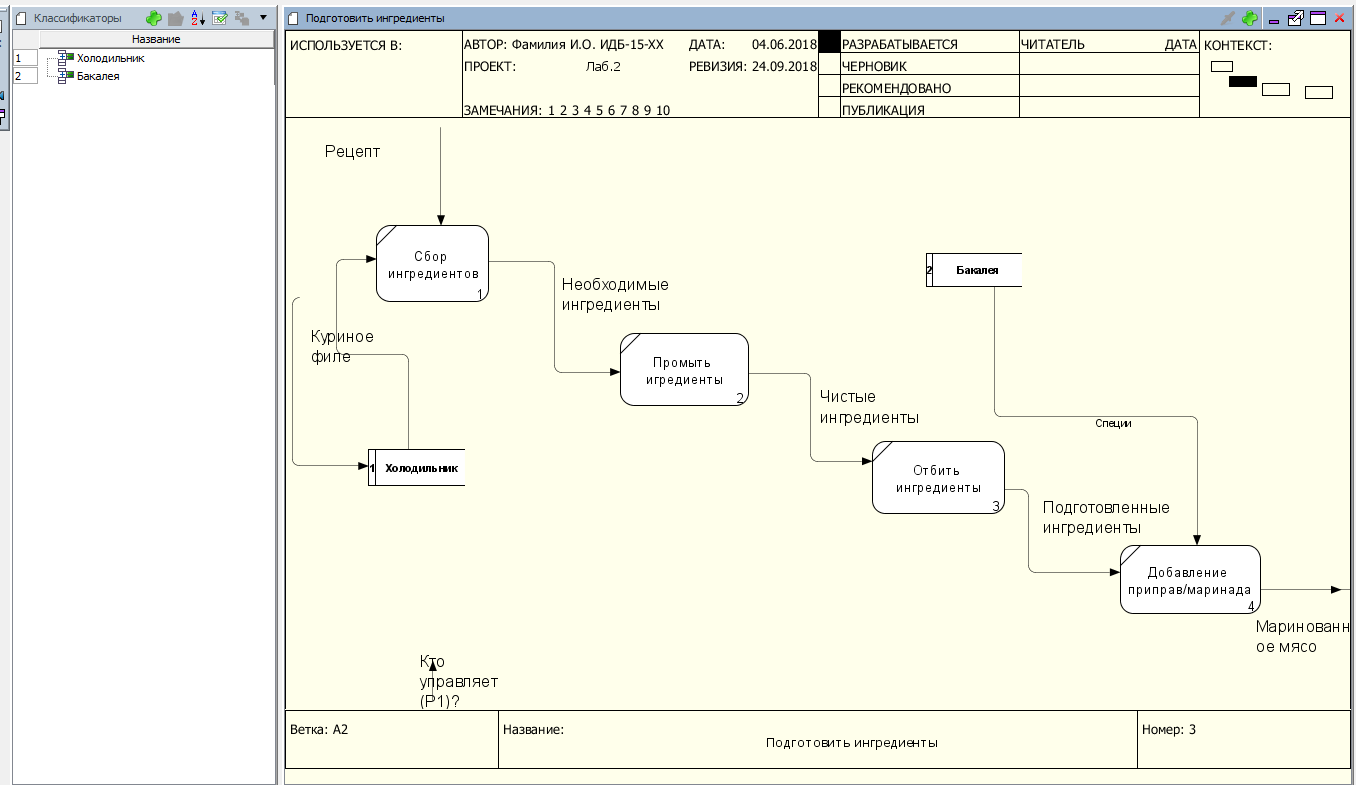 Классификаторы
Название
1 Холодильник
2 Бакалея
Подготовить ингредиенты
ИСПОЛЬЗУЕТСЯ В:
АВТОР: Фамилия И.О. ИДБ-15-ХХ
ДАТА: 04.06.2018
ПРОЕКТ: Лаб.2
РЕВИЗИЯ: 24.09.2018
ЗАМЕЧАНИЯ: 1 2 3 4 5 6 7 8 9 10
РАЗРАБАТЫВАЕТСЯ
ЧЕРНОВИК
РЕКОМЕНДОВАНО
ПУБЛИКАЦИЯ
ЧИТАТЕЛЬ ДАТА
КОНТЕКСТ:
Рецепт
Сбор
ингредиентов
1
Необходимые
ингредиенты
2 Бакалея
Куриное
филе
Промыть
игредиенты
2
Чистые
ингредиенты
Специи
1 Холодильник
Отбить
ингредиенты
3
Подготовленные
ингредиенты
Добавление
приправ/маринада
4
Маринованн
ое мясо
Кто
управляет
(P1)?
Ветка: A2
Название:
Подготовить ингредиенты
Номер: 3